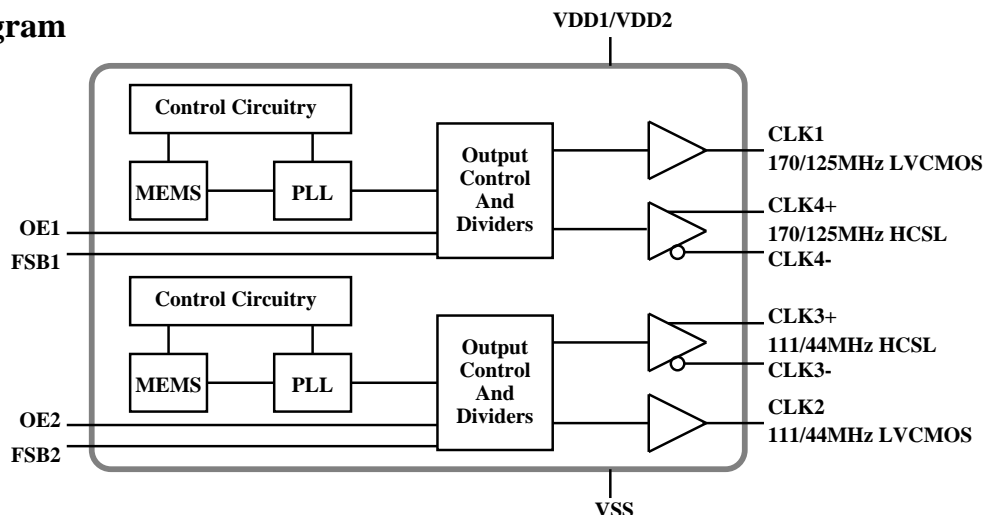 gram
VDD1/VDD2
Control Circuitry
MEMS
PLL
Output
Control
And
Dividers
OE1
FSB1
CLK1
170/125MHz LVCMOS
CLK4+
170/125MHz HCSL
CLK4-
Control Circuitry
MEMS
PLL
Output
Control
And
Dividers
OE2
FSB2
CLK3+
111/44MHz HCSL
CLK3-
CLK2
111/44MHz LVCMOS
VSS